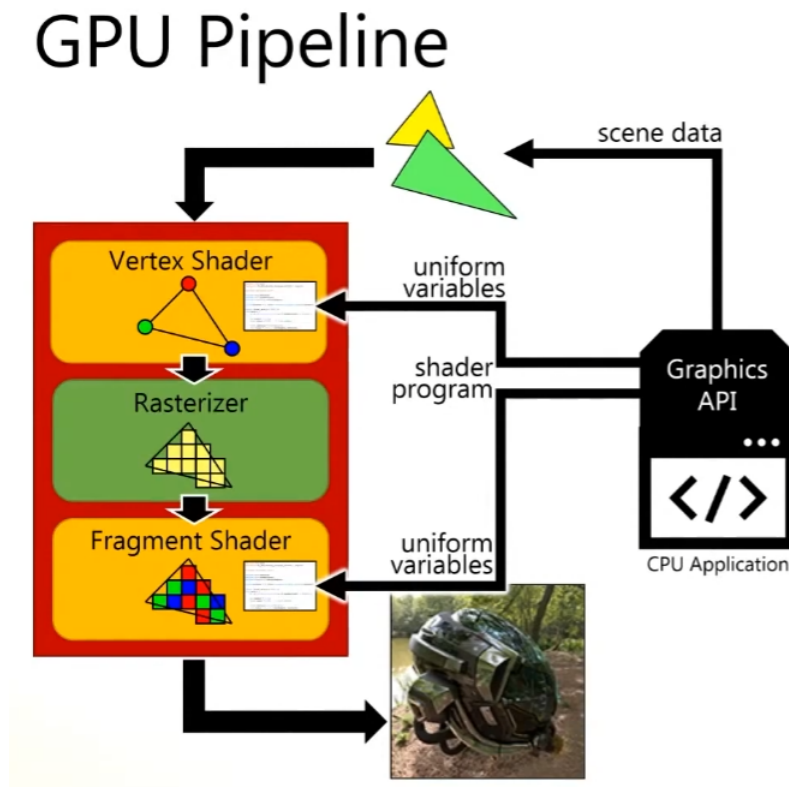 GPU Pipeline
scene data
Vertex Shader
uniform
variables
shader
program
Graphics
API
Rasterizer
</>
Fragment Shader
uniform
variables
CPU Application